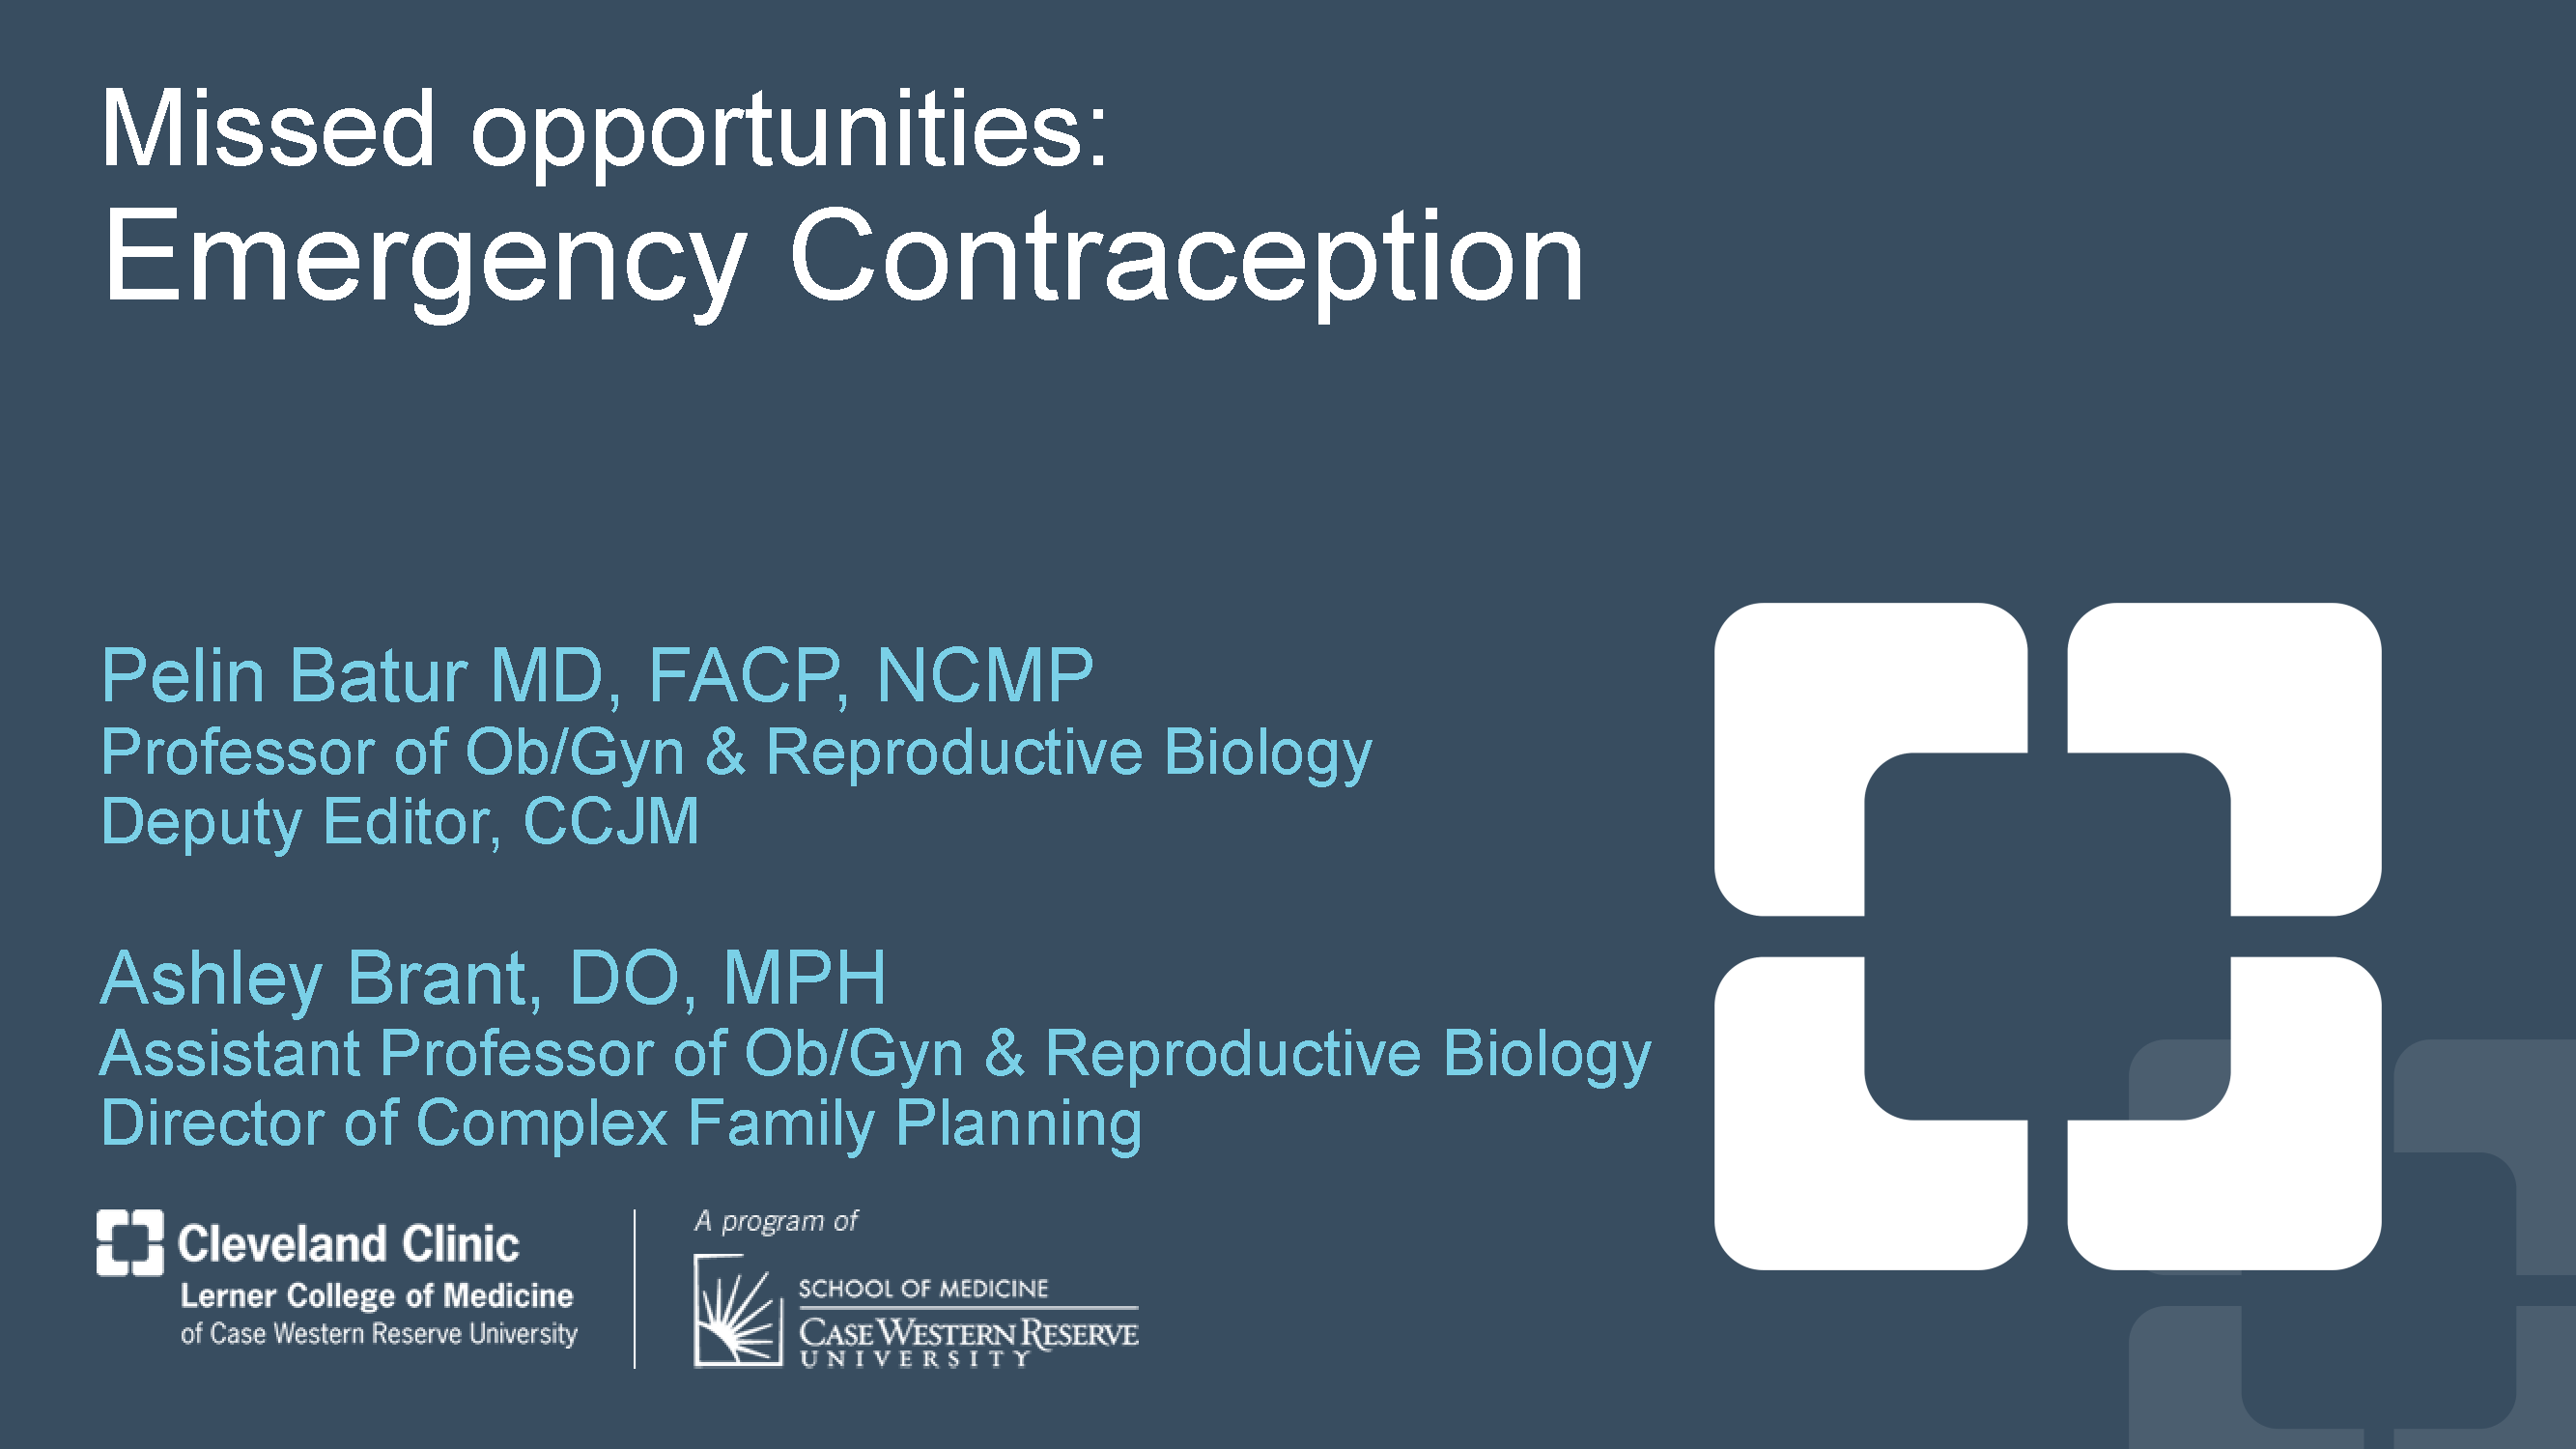 Missed opportunities:
Emergency Contraception
Pelin Batur MD, FACP, NCMP
Professor of Ob/Gyn & Reproductive Biology
Deputy Editor, CCJM
Ashley Brant, DO, MPH
Assistant Professor of Ob/Gyn & Reproductive Biology
Director of Complex Family Planning
Cleveland Clinic
Lerner College of Medicine
of Case Western Reserve University
A program of
SCHOOL OF MEDICINE
CASE WESTERN RESERVE
UNIVERSITY